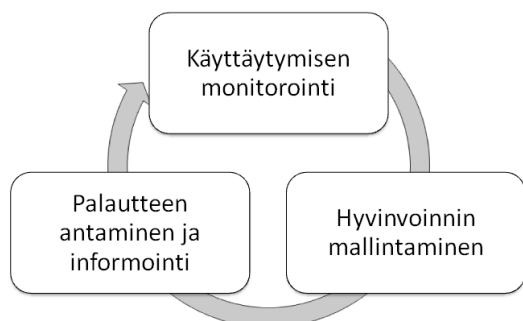 Käyttäytymisen
monitorointi
Palautteen
antaminen ja
informointi
Hyvinvoinnin
mallintaminen